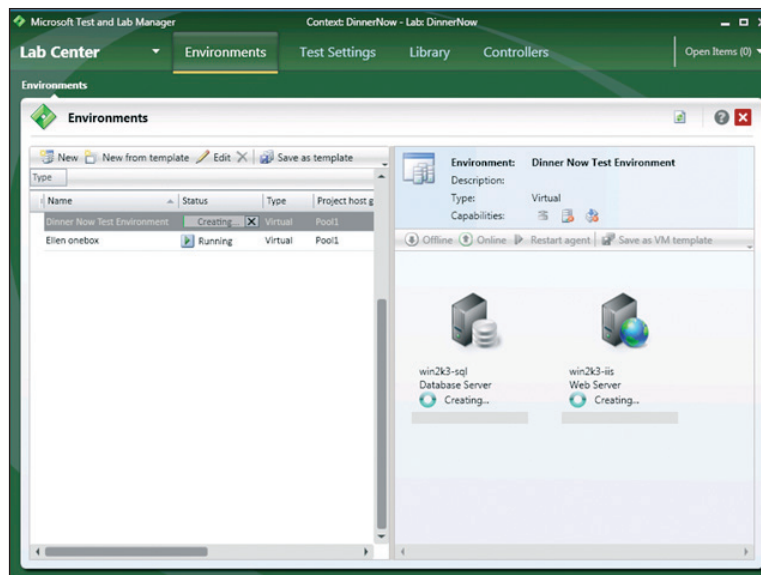 Microsoft Test and Lab Manager
Context: DinnerNow - Lab: DinnerNow
Lab Center
Environments
Test Settings
Library
Controllers
Open Items (0)
Environments
Environments
New New from template Edit Save as template
Type
Name Status Type Project host g
Dinner Now Test Environment Creating... Virtual Pool1
Ellen onebox Running Virtual Pool1
Environment: Dinner Now Test Environment
Description:
Type: Virtual
Capabilities:
Offline Online Restart agent Save as VM template
win2k3-sql
Database Server
Creating...
win2k3-iis
Web Server
Creating...